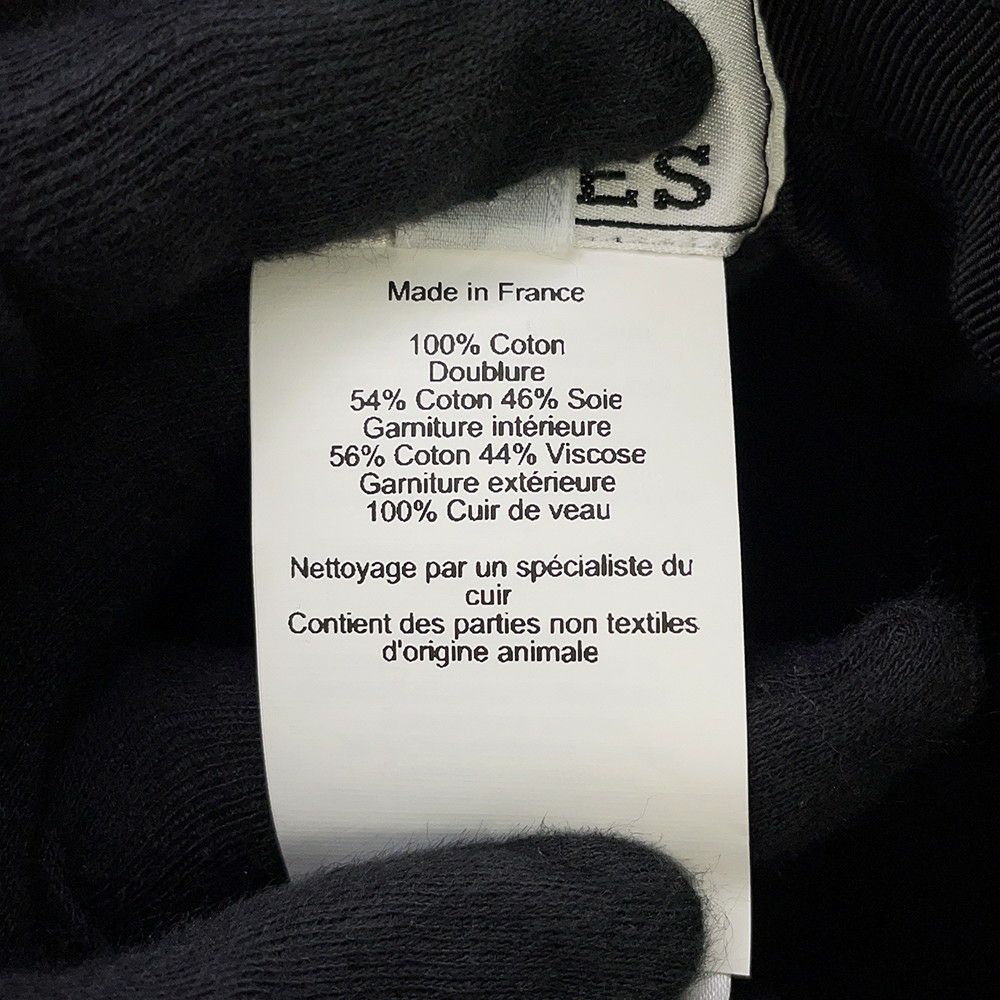 ES
Made in France
100% Coton
Doublure
54% Coton 46% Soie
Garniture intérieure
56% Coton 44% Viscose
Garniture extérieure
100% Cuir de veau
Nettoyage par un spécialiste du
cuir
Contient des parties non textiles
d'origine animale